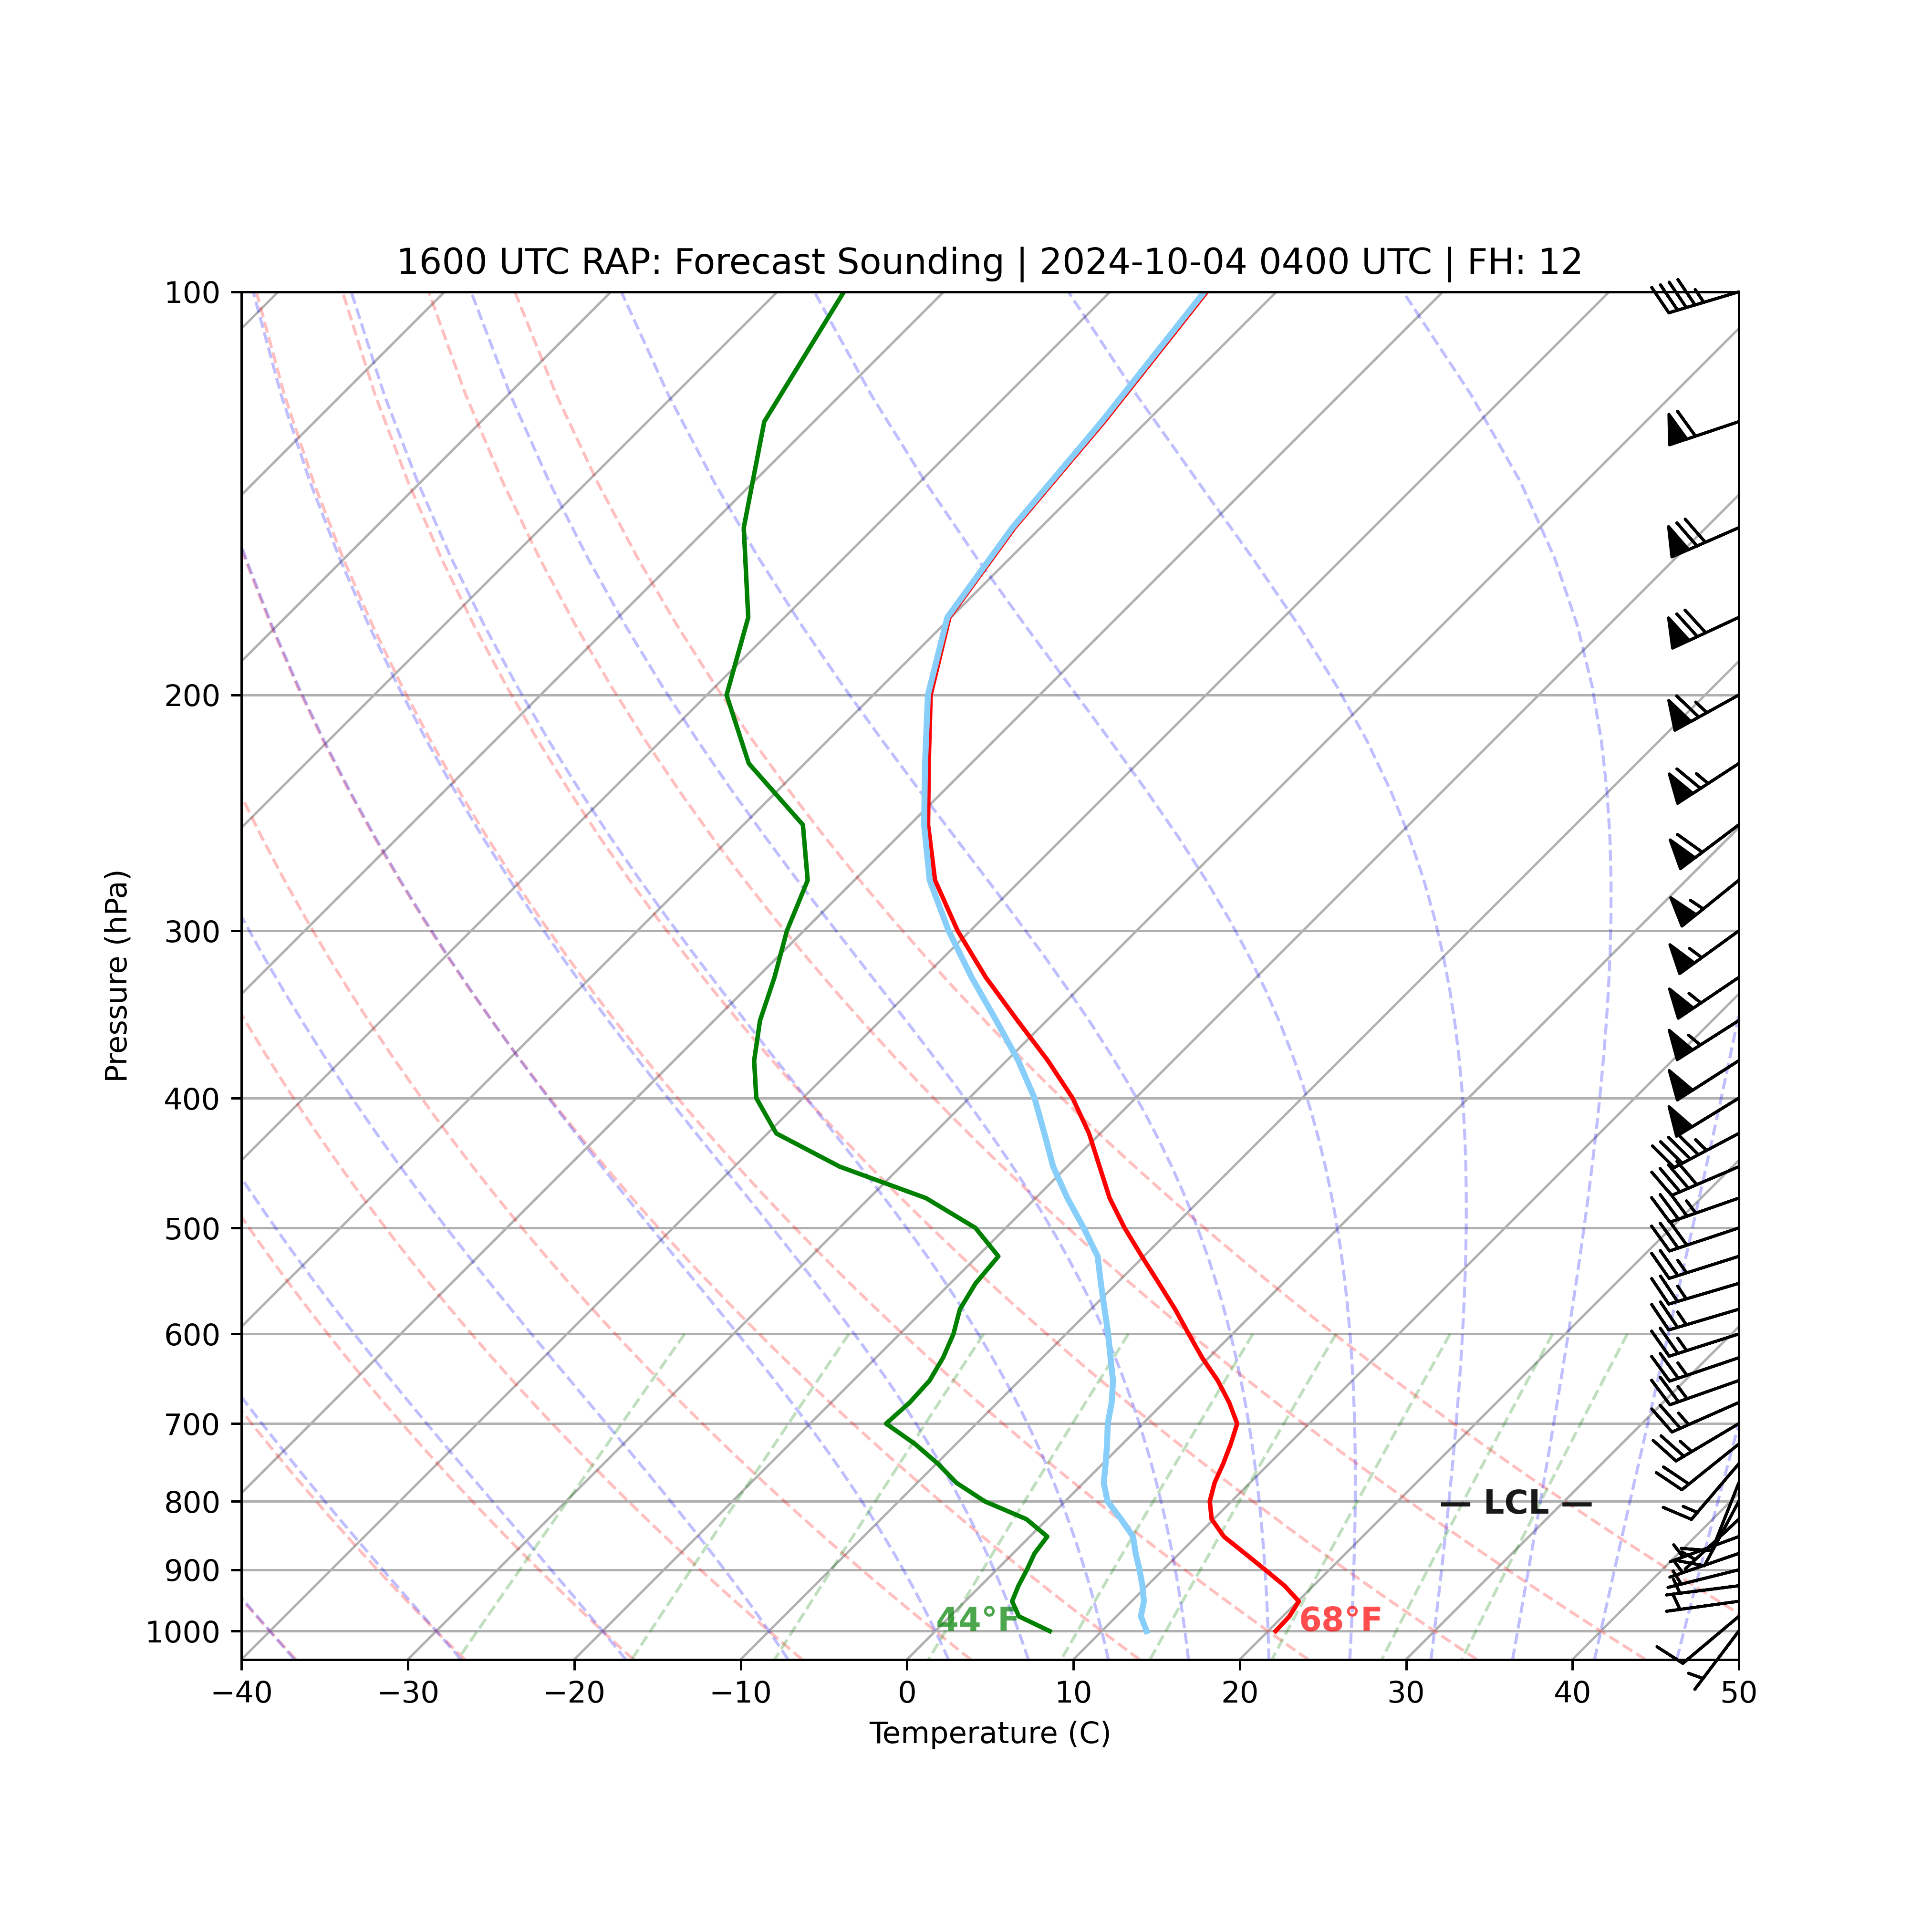 1600 UTC RAP: Forecast Sounding | 2024-10-04 0400 UTC | FH: 12
100
200
300
400
500
600
700
800
900
1000
Pressure (hPa)
— LCL —
44°F
68°F
−40 −30 −20 −10 0 10 20 30 40 50
Temperature (C)